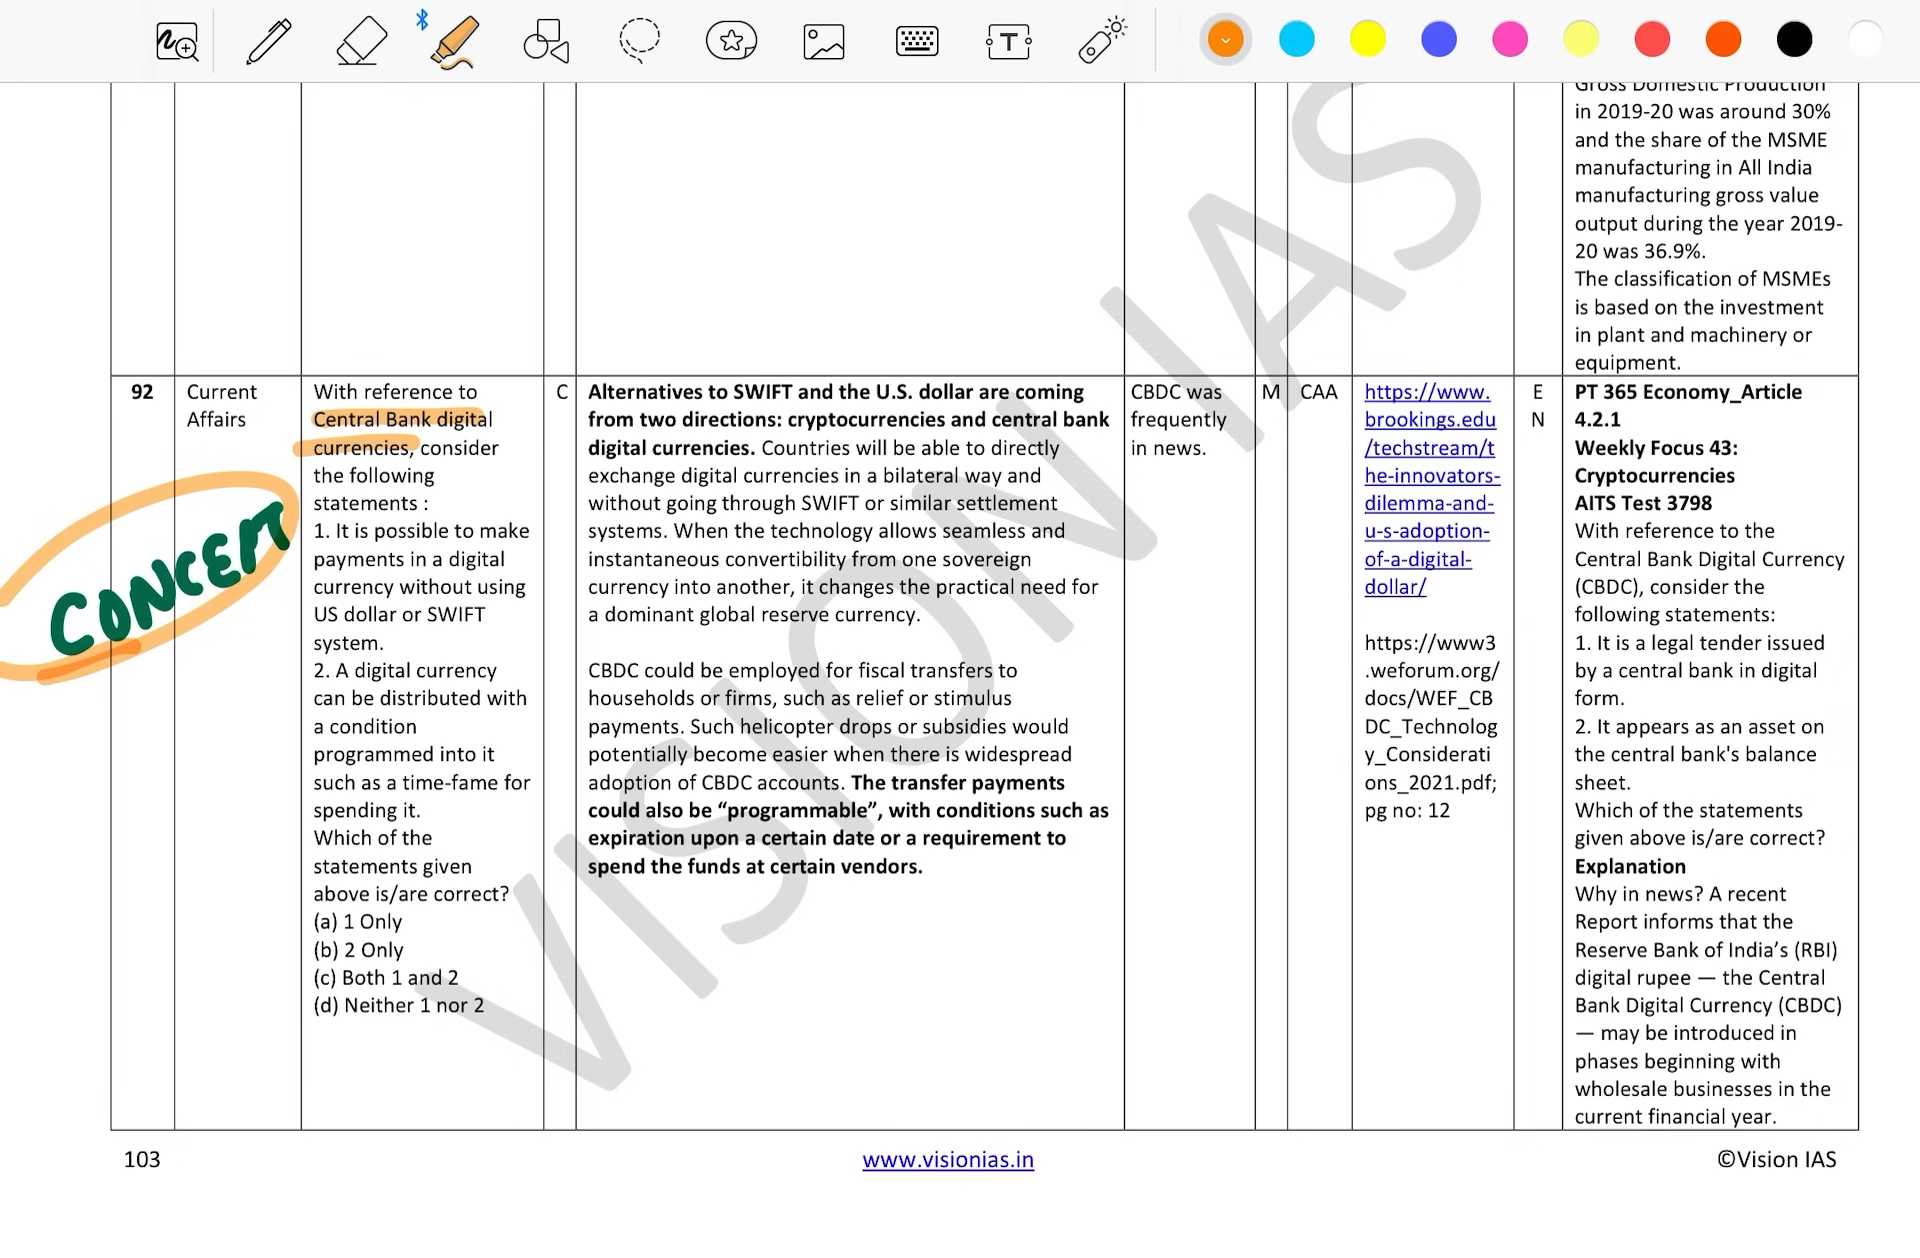 Gross Domestic Production
in 2019-20 was around 30%
and the share of the MSME
manufacturing in All India
manufacturing gross value
output during the year 2019-
20 was 36.9%.
The classification of MSMEs
is based on the investment
in plant and machinery or
equipment.
92
Current
Affairs
With reference to
Central Bank digital
currencies, consider
the following
statements :
1. It is possible to make
payments in a digital
currency without using
US dollar or SWIFT
system.
2. A digital currency
can be distributed with
a condition
programmed into it
such as a time-fame for
spending it.
Which of the
statements given
above is/are correct?
(a) 1 Only
(b) 2 Only
(c) Both 1 and 2
(d) Neither 1 nor 2
C
Alternatives to SWIFT and the U.S. dollar are coming
from two directions: cryptocurrencies and central bank
digital currencies. Countries will be able to directly
exchange digital currencies in a bilateral way and
without going through SWIFT or similar settlement
systems. When the technology allows seamless and
instantaneous convertibility from one sovereign
currency into another, it changes the practical need for
a dominant global reserve currency.
CBDC could be employed for fiscal transfers to
households or firms, such as relief or stimulus
payments. Such helicopter drops or subsidies would
potentially become easier when there is widespread
adoption of CBDC accounts. The transfer payments
could also be “programmable”, with conditions such as
expiration upon a certain date or a requirement to
spend the funds at certain vendors.
CBDC was
frequently
in news.
M
CAA
https://www.
brookings.edu
/techstream/t
he-innovators-
dilemma-and-
u-s-adoption-
of-a-digital-
dollar/
https://www3
.weforum.org/
docs/WEF_CB
DC_Technolog
y_Considerati
ons_2021.pdf;
pg no: 12
E
N
PT 365 Economy_Article
4.2.1
Weekly Focus 43:
Cryptocurrencies
AITS Test 3798
With reference to the
Central Bank Digital Currency
(CBDC), consider the
following statements:
1. It is a legal tender issued
by a central bank in digital
form.
2. It appears as an asset on
the central bank's balance
sheet.
Which of the statements
given above is/are correct?
Explanation
Why in news? A recent
Report informs that the
Reserve Bank of India’s (RBI)
digital rupee — the Central
Bank Digital Currency (CBDC)
— may be introduced in
phases beginning with
wholesale businesses in the
current financial year.
CONCEPT
VISION IAS
103
www.visionias.in
©Vision IAS